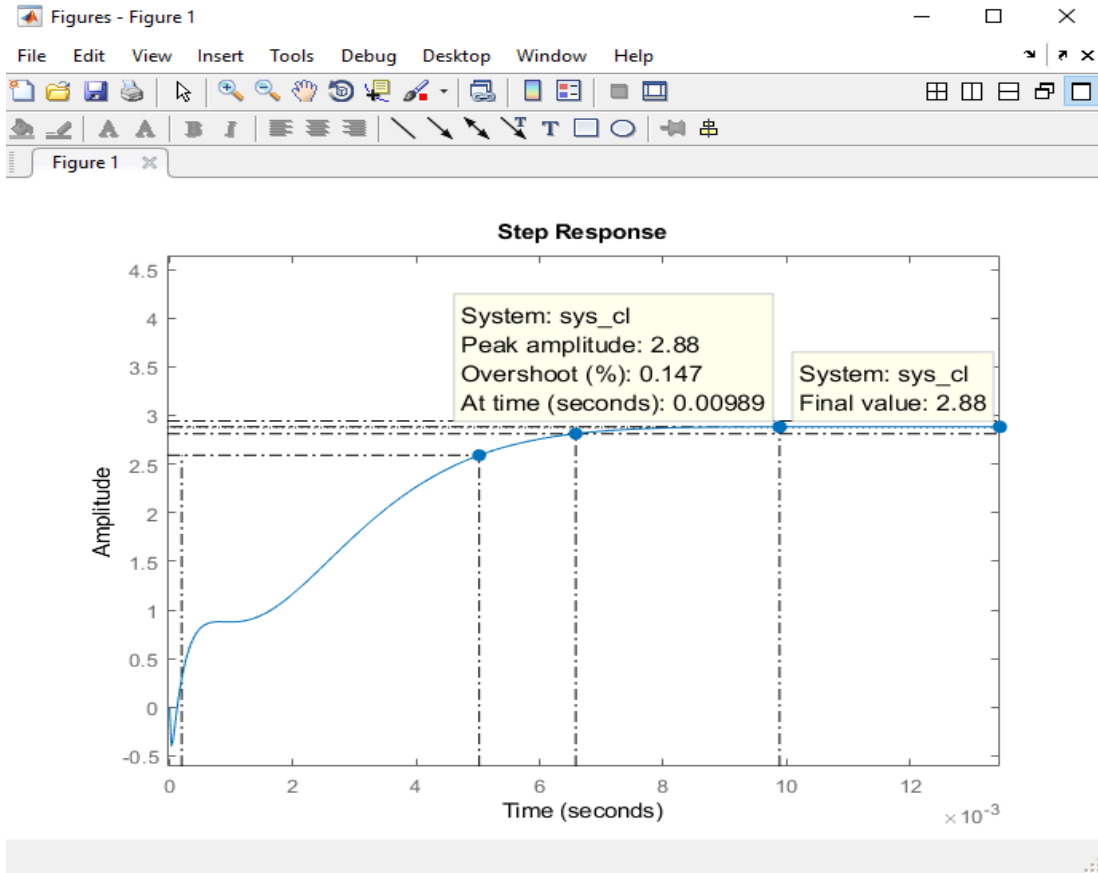 Figures - Figure 1
File Edit View Insert Tools Debug Desktop Window Help
Figure 1
Step Response
System: sys_cl
Peak amplitude: 2.88
Overshoot (%): 0.147
At time (seconds): 0.00989
System: sys_cl
Final value: 2.88
Amplitude
4.5
4
3.5
3
2.5
2
1.5
1
0.5
0
-0.5
0 2 4 6 8 10 12
× 10⁻³
Time (seconds)